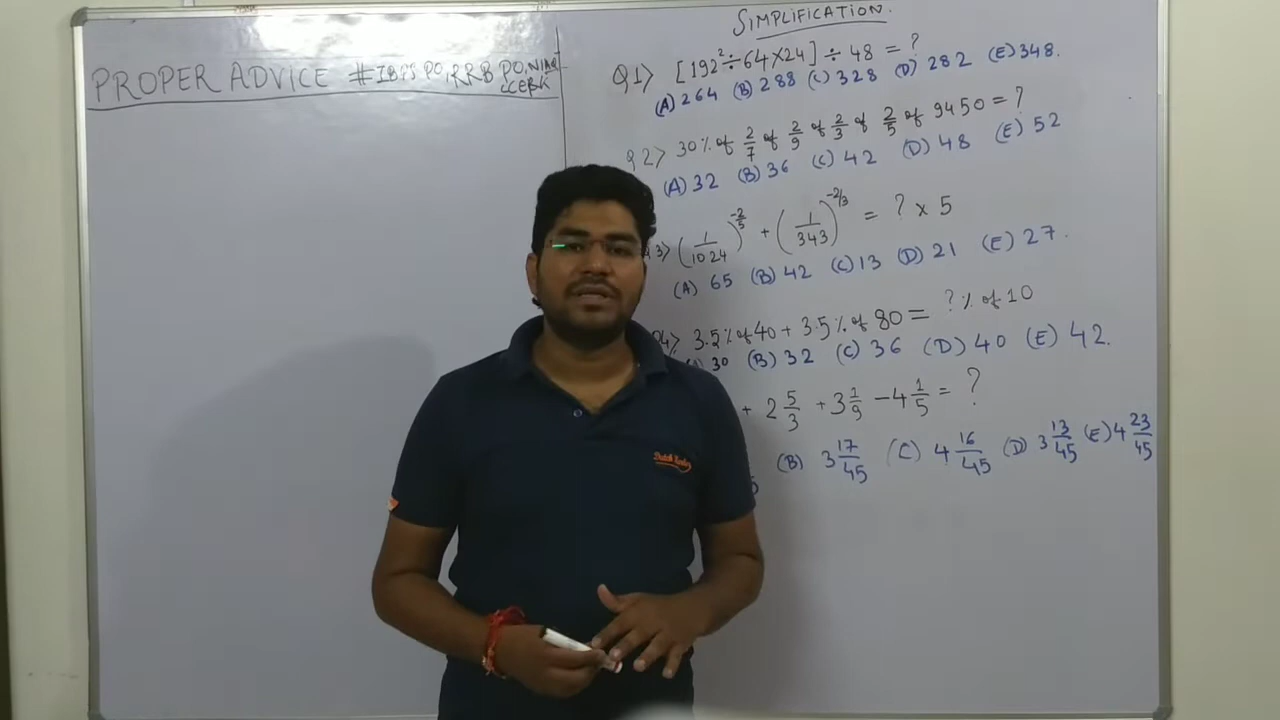 PROPER ADVICE # IBPS PO, RRB PO, NIACL
CLERK
SIMPLIFICATION.
Q1> [192² ÷ 64 × 24] ÷ 48 = ?
(A) 264 (B) 288 (C) 328 (D) 282 (E) 348.
Q2> 30% of 2/7 of 2/9 of 2/3 of 2/5 of 9450 = ?
(A) 32 (B) 36 (C) 42 (D) 48 (E) 52
3> (1/1024)^-2/5 + (1/343)^-2/3 = ? × 5
(A) 65 (B) 42 (C) 13 (D) 21 (E) 27.
Q4> 3.5% of 40 + 3.5% of 80 = ?% of 10
30 (B) 32 (C) 36 (D) 40 (E) 42.
+ 2 5/3 + 3 1/9 - 4 1/5 = ?
(B) 3 17/45 (C) 4 16/45 (D) 3 13/45 (E) 4 23/45